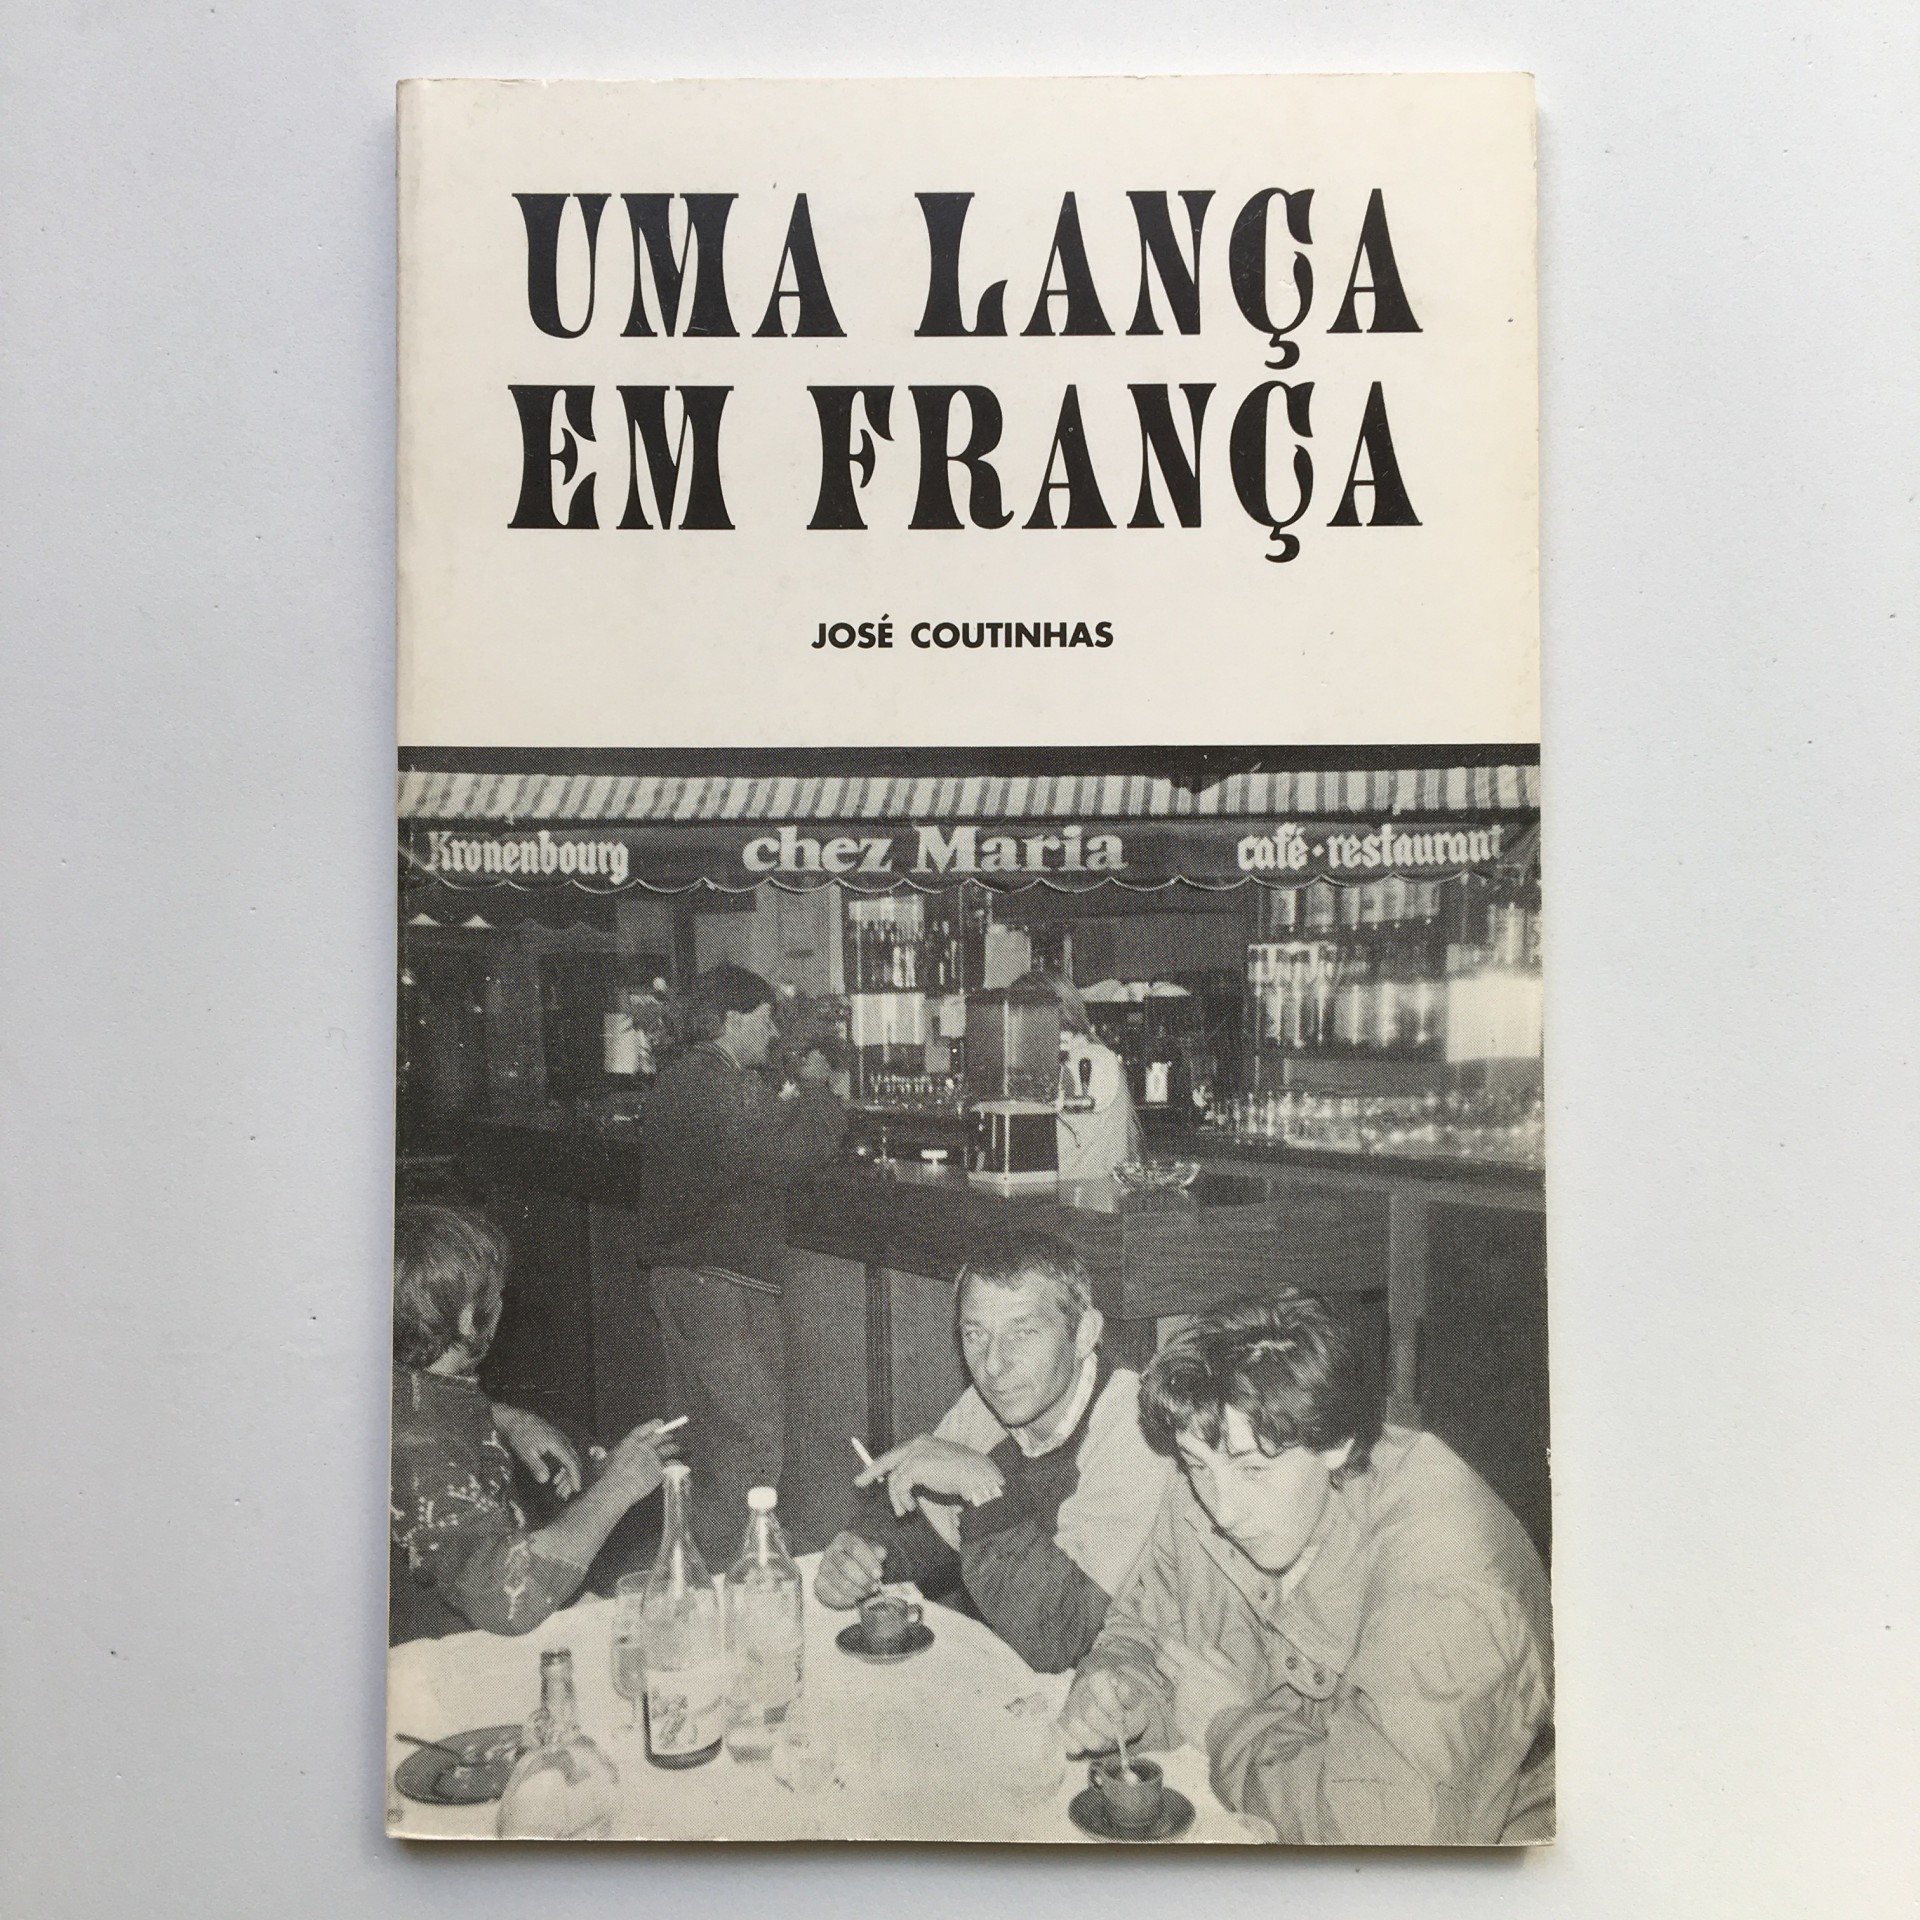 UMA LANÇA
EM FRANÇA
JOSÉ COUTINHAS
Kronenbourg chez Maria café·restaurant